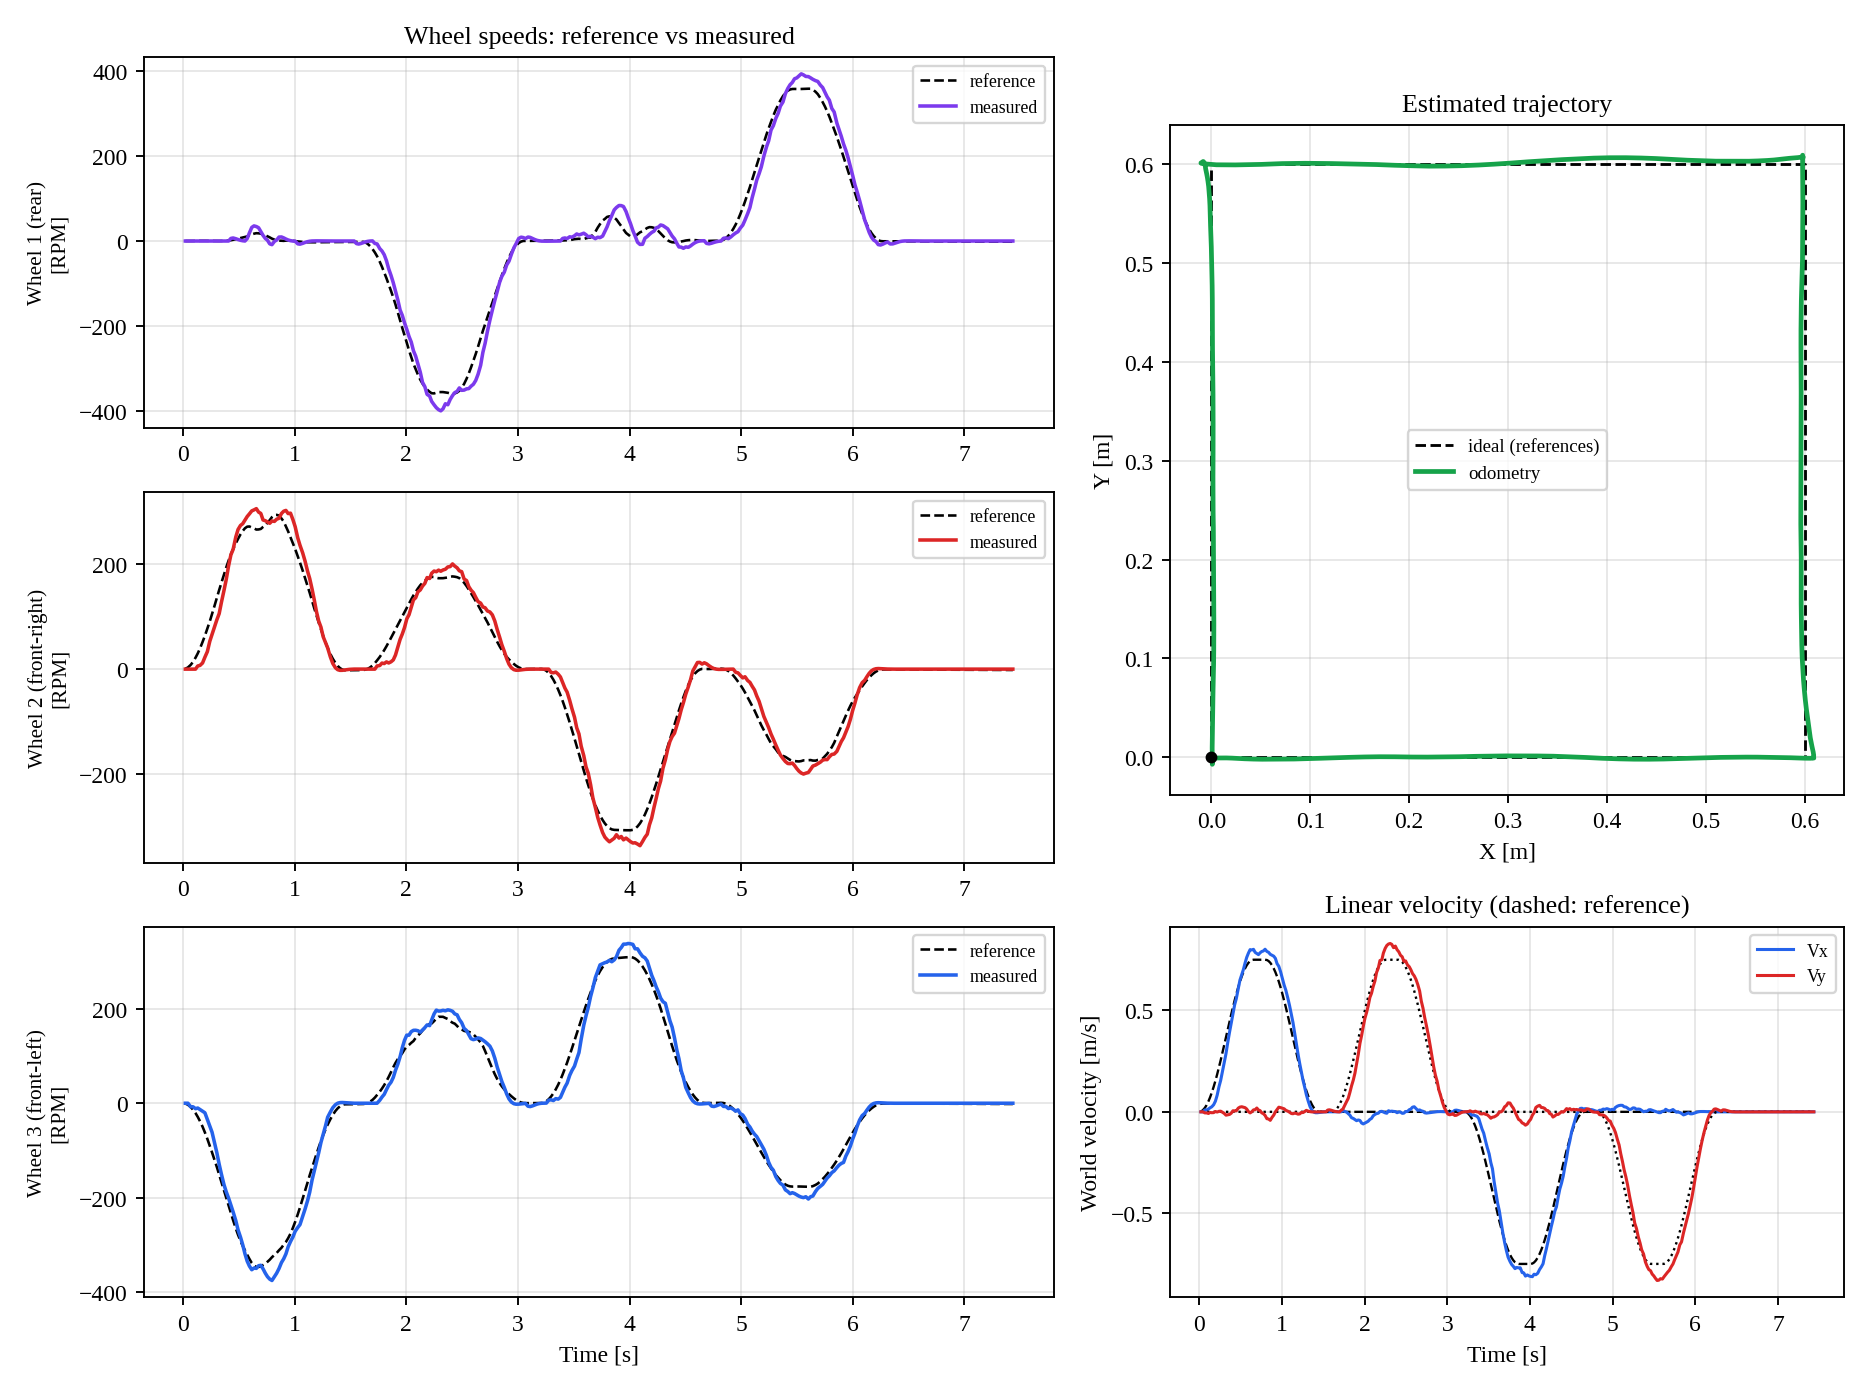 Wheel speeds: reference vs measured
Wheel 1 (rear)
[RPM]
400
200
0
−200
−400
reference
measured
0 1 2 3 4 5 6 7
Wheel 2 (front-right)
[RPM]
200
0
−200
reference
measured
0 1 2 3 4 5 6 7
Wheel 3 (front-left)
[RPM]
200
0
−200
−400
reference
measured
0 1 2 3 4 5 6 7
Time [s]
Estimated trajectory
Y [m]
0.6
0.5
0.4
0.3
0.2
0.1
0.0
ideal (references)
odometry
0.0 0.1 0.2 0.3 0.4 0.5 0.6
X [m]
Linear velocity (dashed: reference)
World velocity [m/s]
0.5
0.0
−0.5
Vx
Vy
0 1 2 3 4 5 6 7
Time [s]